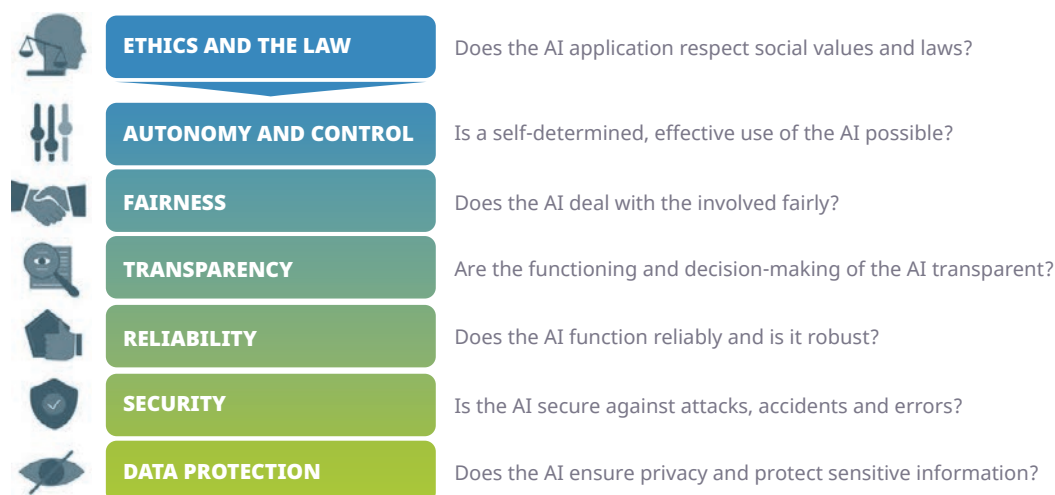 ETHICS AND THE LAW
Does the AI application respect social values and laws?
AUTONOMY AND CONTROL
Is a self-determined, effective use of the AI possible?
FAIRNESS
Does the AI deal with the involved fairly?
TRANSPARENCY
Are the functioning and decision-making of the AI transparent?
RELIABILITY
Does the AI function reliably and is it robust?
SECURITY
Is the AI secure against attacks, accidents and errors?
DATA PROTECTION
Does the AI ensure privacy and protect sensitive information?